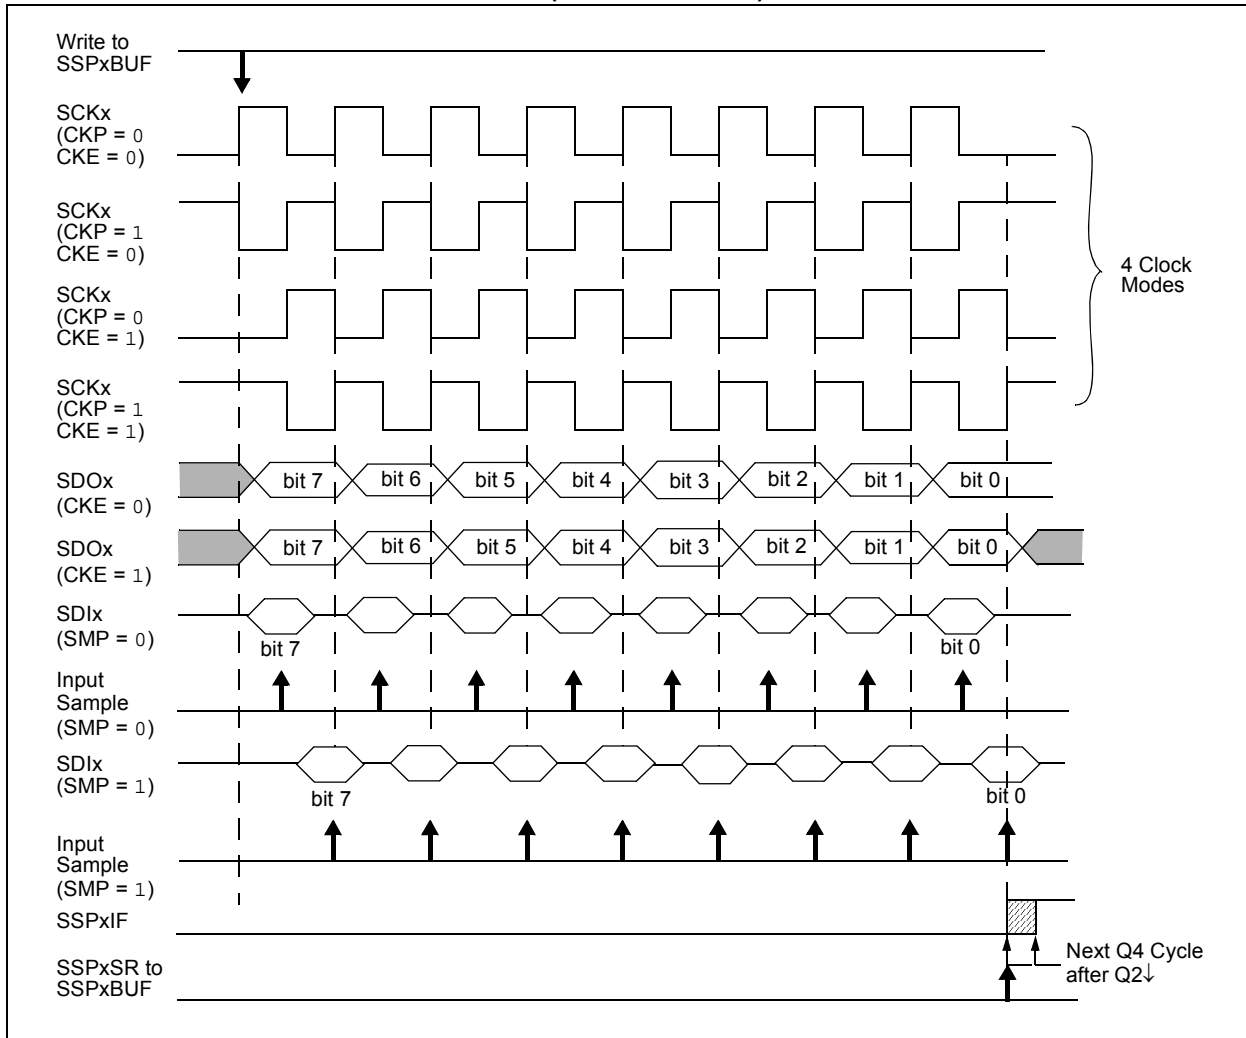 Write to
SSPxBUF
SCKx
(CKP = 0
CKE = 0)
SCKx
(CKP = 1
CKE = 0)
SCKx
(CKP = 0
CKE = 1)
SCKx
(CKP = 1
CKE = 1)
4 Clock
Modes
SDOx
(CKE = 0)
bit 7 bit 6 bit 5 bit 4 bit 3 bit 2 bit 1 bit 0
SDOx
(CKE = 1)
bit 7 bit 6 bit 5 bit 4 bit 3 bit 2 bit 1 bit 0
SDIx
(SMP = 0)
bit 7 bit 0
Input
Sample
(SMP = 0)
SDIx
(SMP = 1)
bit 7 bit 0
Input
Sample
(SMP = 1)
SSPxIF
SSPxSR to
SSPxBUF
Next Q4 Cycle
after Q2↓